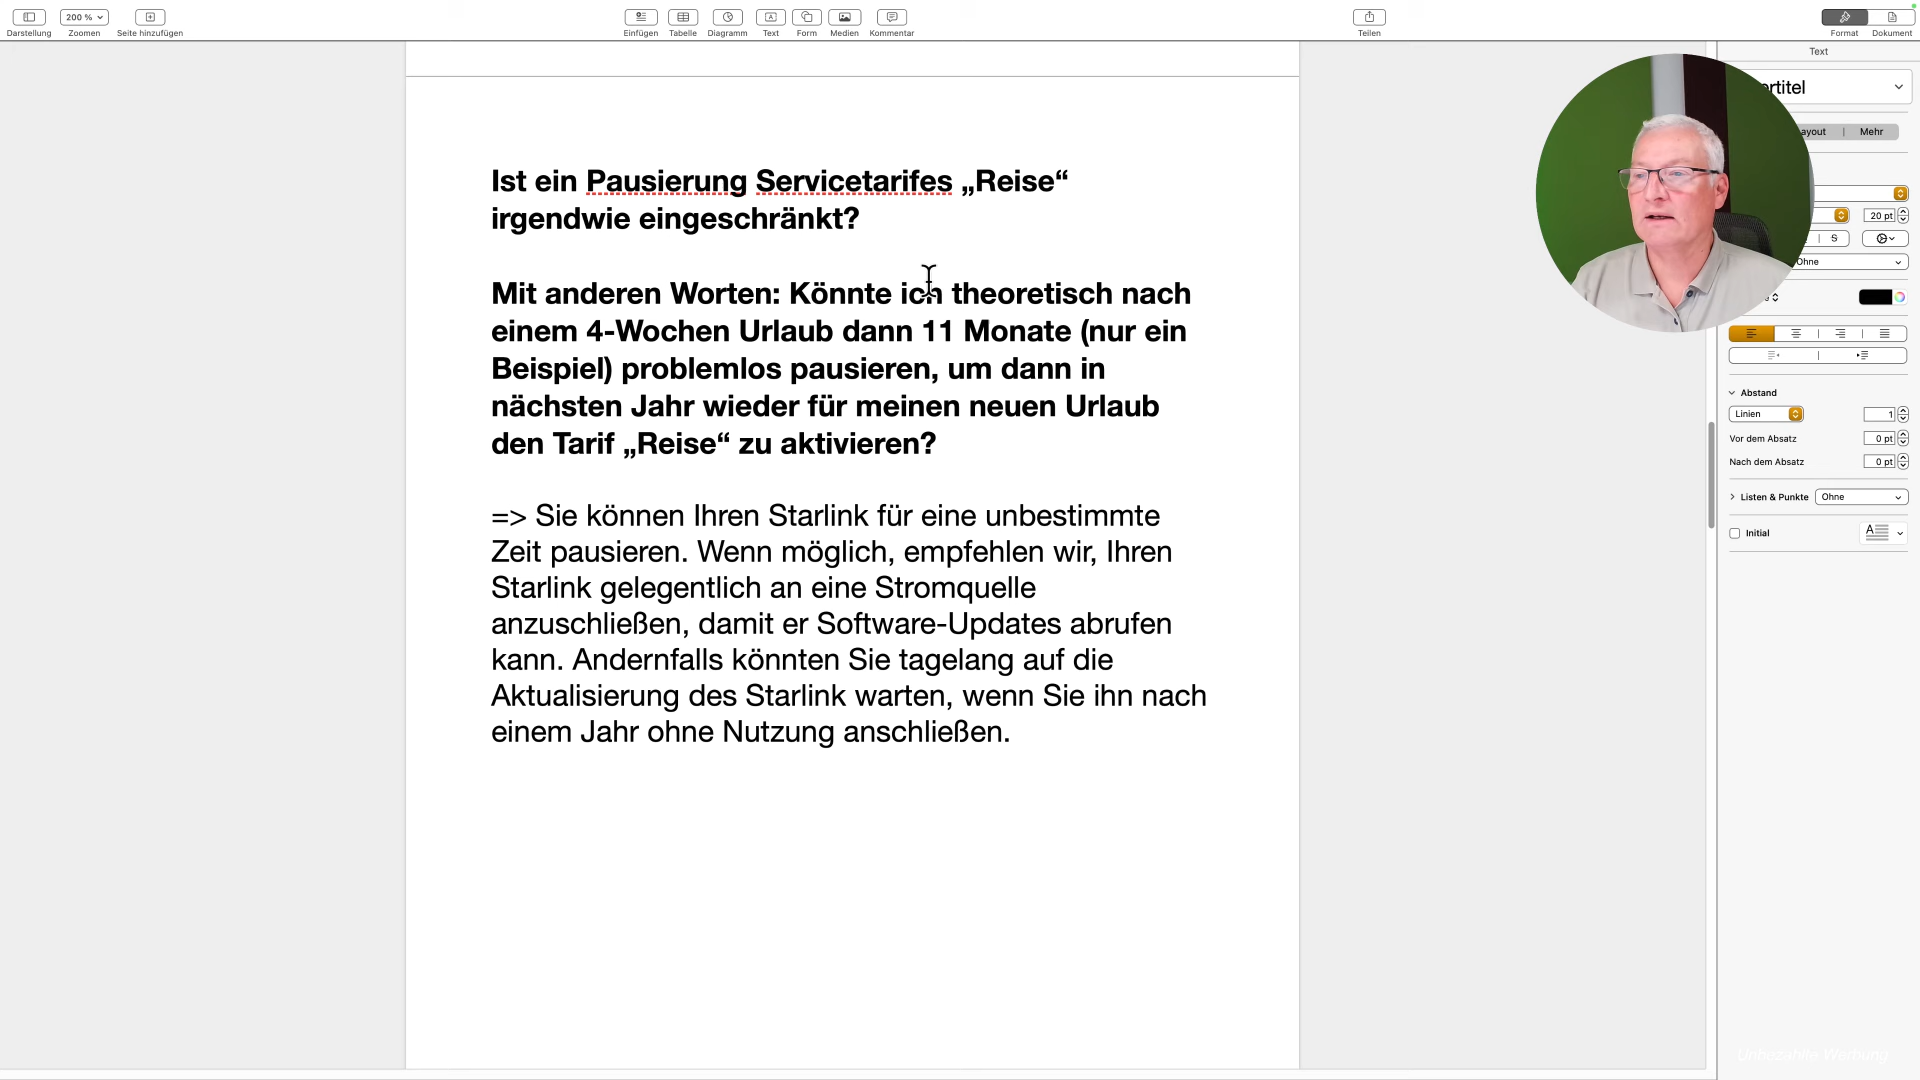 200 %
Darstellung
Zoomen
Seite hinzufügen
Einfügen
Tabelle
Diagramm
Text
Form
Medien
Kommentar
Teilen
Format
Dokument
Text
Ist ein Pausierung Servicetarifes „Reise“
irgendwie eingeschränkt?
Mit anderen Worten: Könnte ich theoretisch nach
einem 4-Wochen Urlaub dann 11 Monate (nur ein
Beispiel) problemlos pausieren, um dann in
nächsten Jahr wieder für meinen neuen Urlaub
den Tarif „Reise“ zu aktivieren?
=> Sie können Ihren Starlink für eine unbestimmte
Zeit pausieren. Wenn möglich, empfehlen wir, Ihren
Starlink gelegentlich an eine Stromquelle
anzuschließen, damit er Software-Updates abrufen
kann. Andernfalls könnten Sie tagelang auf die
Aktualisierung des Starlink warten, wenn Sie ihn nach
einem Jahr ohne Nutzung anschließen.
Mehr
20 pt
S
Ohne
Abstand
Linien
1
Vor dem Absatz
0 pt
Nach dem Absatz
0 pt
Listen & Punkte
Ohne
Initial
A
Unbezahlte Werbung